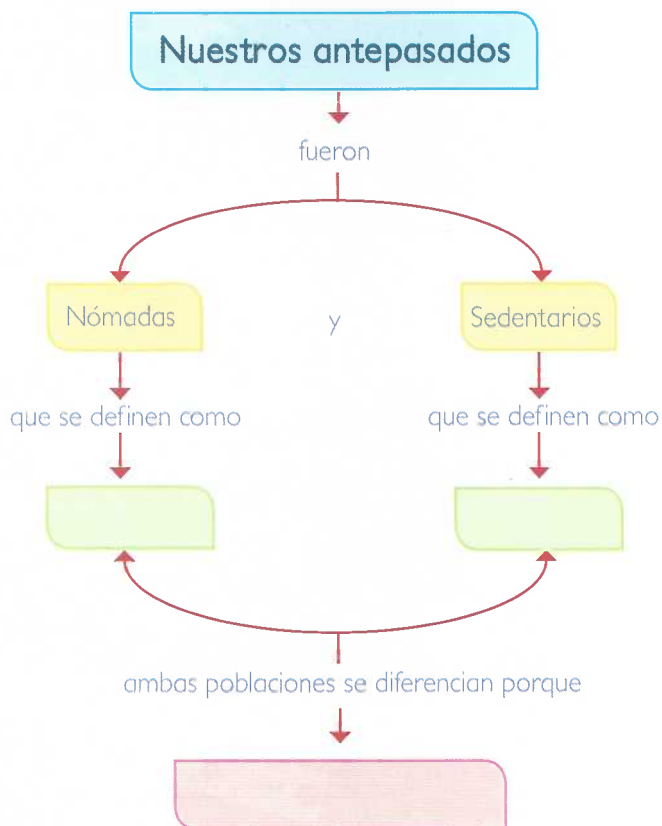 Nuestros antepasados
fueron
Nómadas
y
Sedentarios
que se definen como
que se definen como
ambas poblaciones se diferencian porque